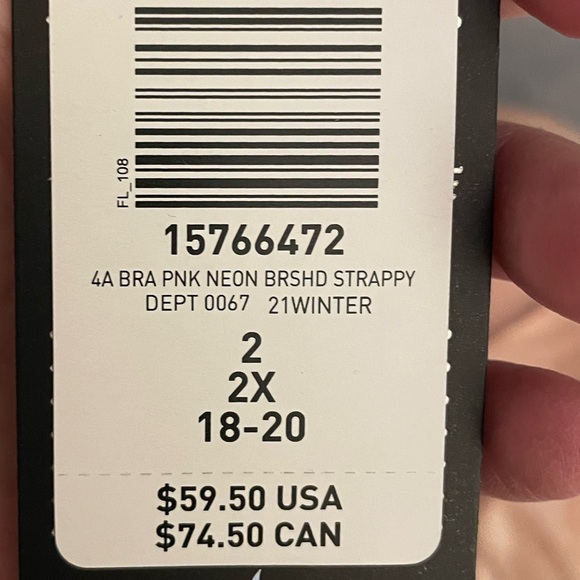 FL_108
15766472
4A BRA PNK NEON BRSHD STRAPPY
DEPT 0067 21WINTER
2
2X
18-20
$59.50 USA
$74.50 CAN